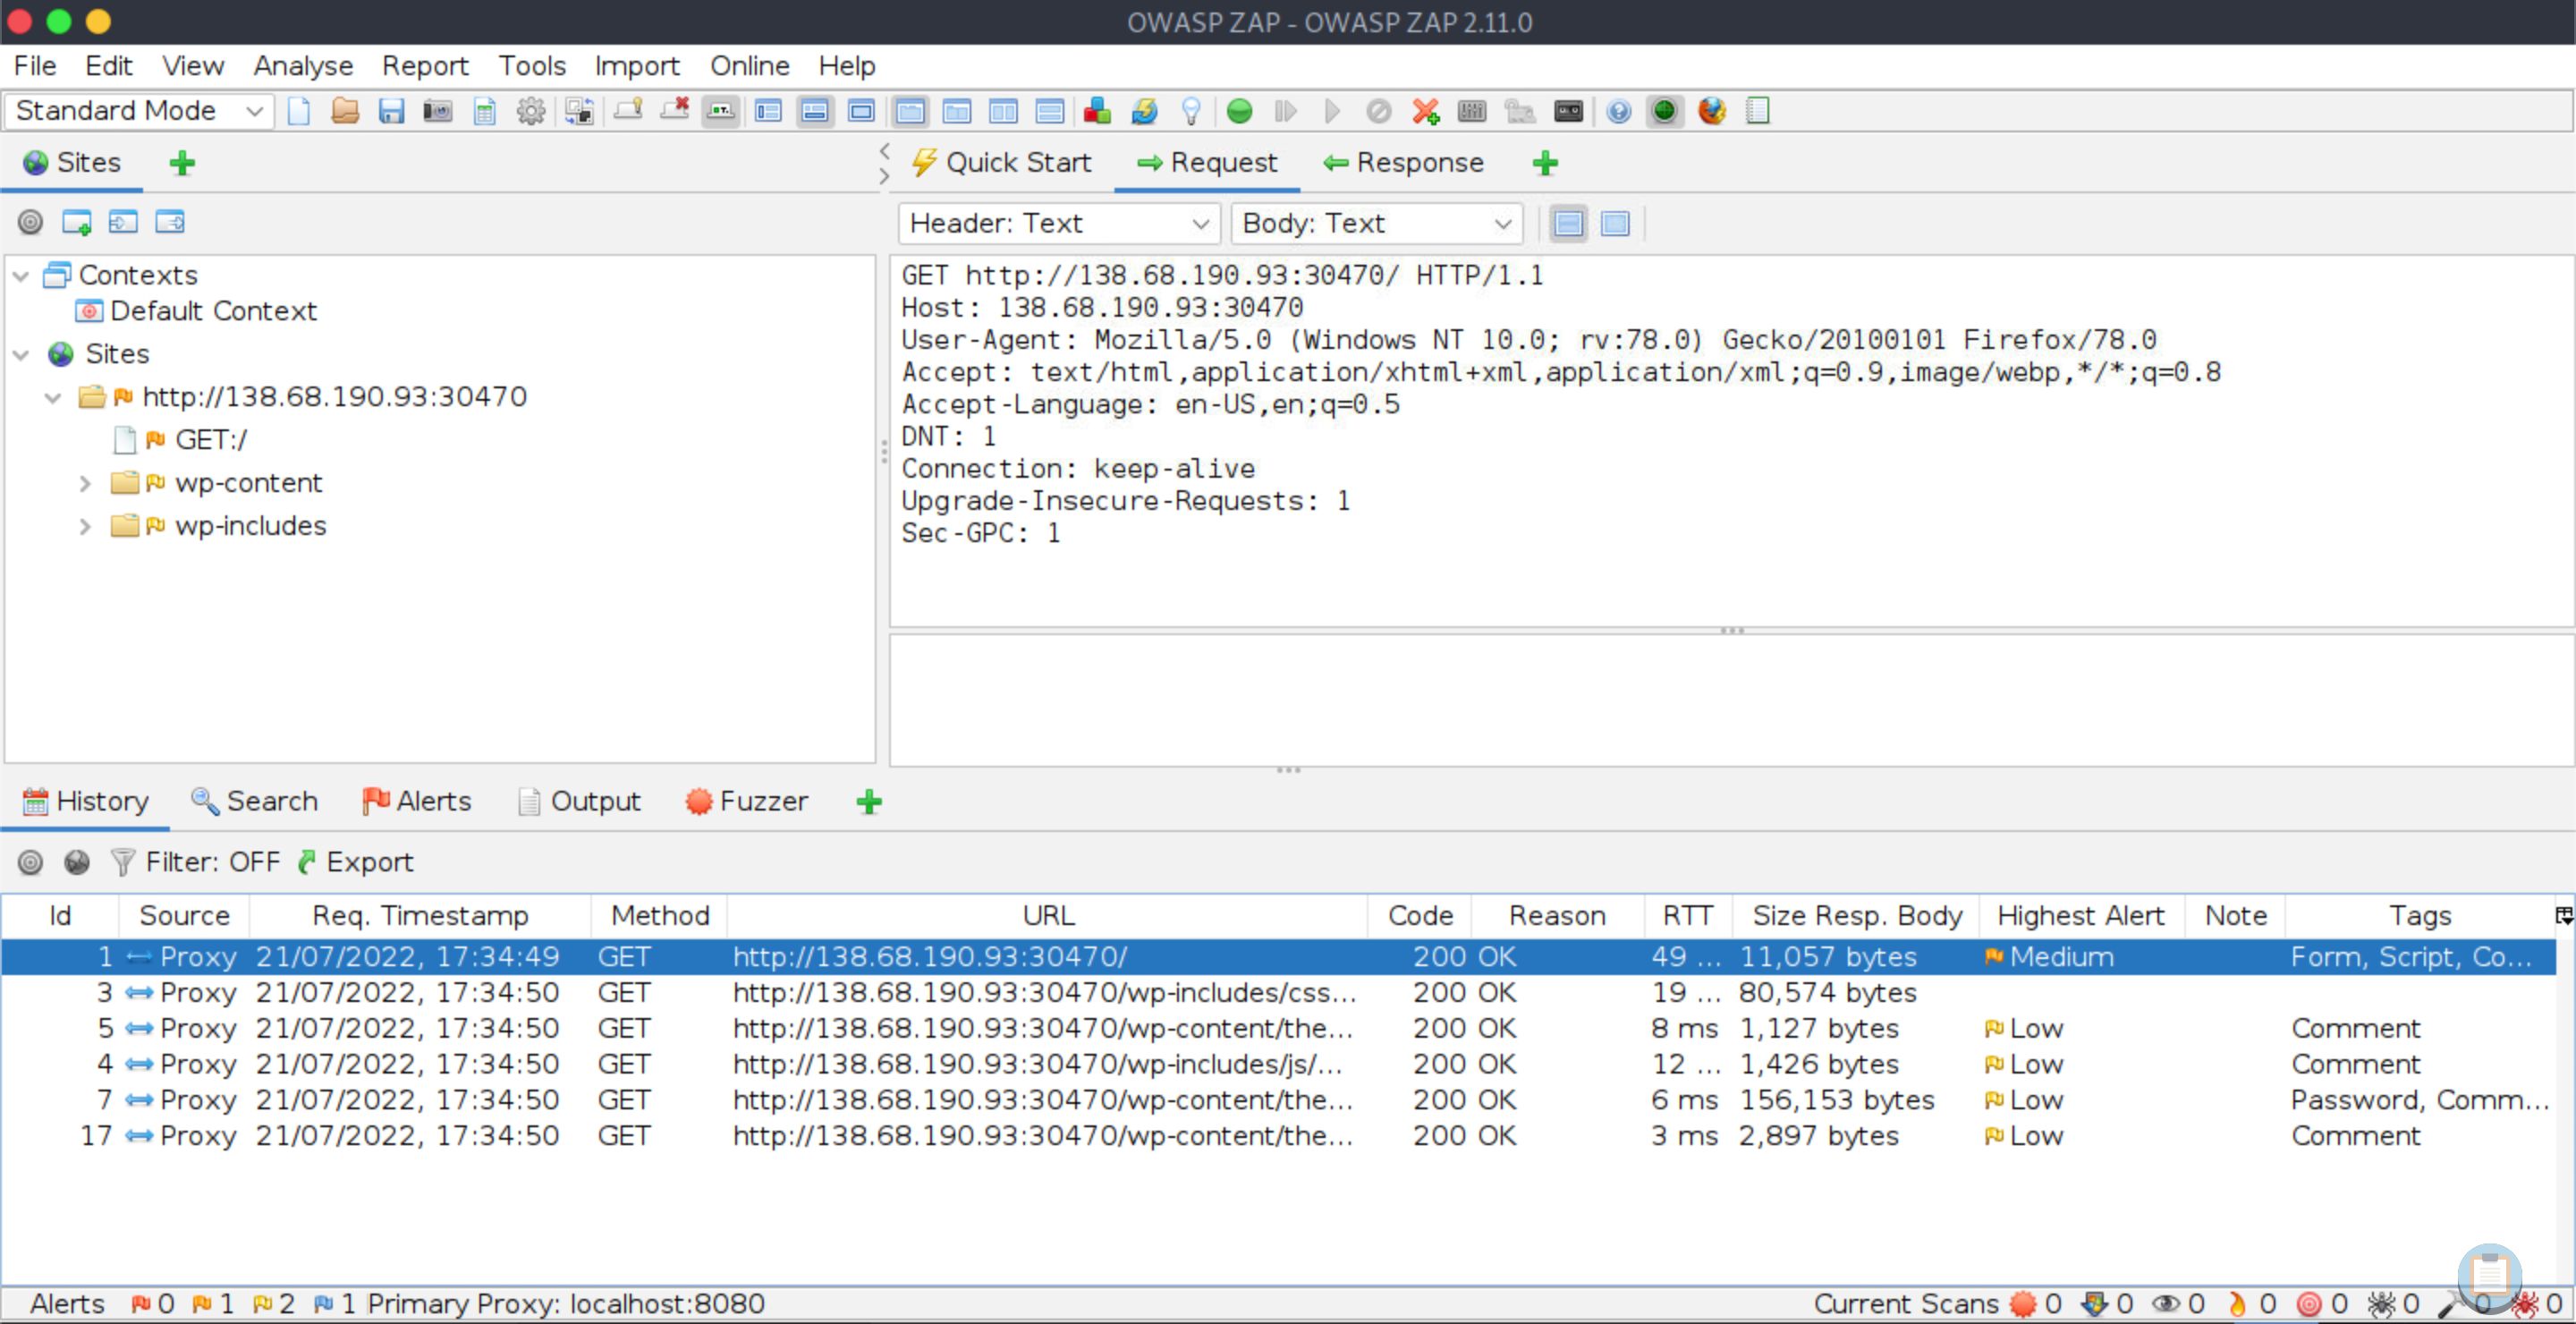 OWASP ZAP - OWASP ZAP 2.11.0
File Edit View Analyse Report Tools Import Online Help
Standard Mode
Sites
Quick Start Request Response
Header: Text Body: Text
Contexts
Default Context
Sites
http://138.68.190.93:30470
GET:/
wp-content
wp-includes
GET http://138.68.190.93:30470/ HTTP/1.1
Host: 138.68.190.93:30470
User-Agent: Mozilla/5.0 (Windows NT 10.0; rv:78.0) Gecko/20100101 Firefox/78.0
Accept: text/html,application/xhtml+xml,application/xml;q=0.9,image/webp,*/*;q=0.8
Accept-Language: en-US,en;q=0.5
DNT: 1
Connection: keep-alive
Upgrade-Insecure-Requests: 1
Sec-GPC: 1
History Search Alerts Output Fuzzer
Filter: OFF Export
Id Source Req. Timestamp Method URL Code Reason RTT Size Resp. Body Highest Alert Note Tags
1 Proxy 21/07/2022, 17:34:49 GET http://138.68.190.93:30470/ 200 OK 49 ... 11,057 bytes Medium Form, Script, Co...
3 Proxy 21/07/2022, 17:34:50 GET http://138.68.190.93:30470/wp-includes/css... 200 OK 19 ... 80,574 bytes
5 Proxy 21/07/2022, 17:34:50 GET http://138.68.190.93:30470/wp-content/the... 200 OK 8 ms 1,127 bytes Low Comment
4 Proxy 21/07/2022, 17:34:50 GET http://138.68.190.93:30470/wp-includes/js/... 200 OK 12 ... 1,426 bytes Low Comment
7 Proxy 21/07/2022, 17:34:50 GET http://138.68.190.93:30470/wp-content/the... 200 OK 6 ms 156,153 bytes Low Password, Comm...
17 Proxy 21/07/2022, 17:34:50 GET http://138.68.190.93:30470/wp-content/the... 200 OK 3 ms 2,897 bytes Low Comment
Alerts 0 1 2 1 Primary Proxy: localhost:8080 Current Scans 0 0 0 0 0 0 0 0